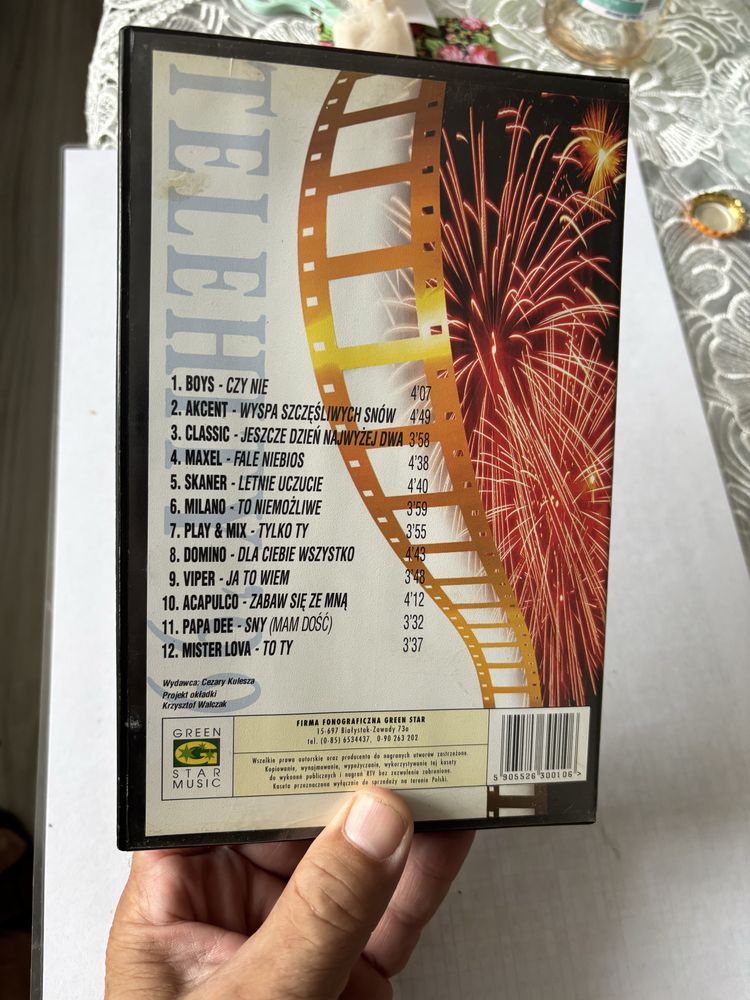 TELEHITY 2
1. BOYS - CZY NIE 4'07
2. AKCENT - WYSPA SZCZĘŚLIWYCH SNÓW 4'49
3. CLASSIC - JESZCZE DZIEŃ NAJWYŻEJ DWA 3'58
4. MAXEL - FALE NIEBIOS 4'38
5. SKANER - LETNIE UCZUCIE 4'40
6. MILANO - TO NIEMOŻLIWE 3'59
7. PLAY & MIX - TYLKO TY 3'55
8. DOMINO - DLA CIEBIE WSZYSTKO 4'43
9. VIPER - JA TO WIEM 3'48
10. ACAPULCO - ZABAW SIĘ ZE MNĄ 4'12
11. PAPA DEE - SNY (MAM DOŚĆ) 3'32
12. MISTER LOVA - TO TY 3'37
Wydawca: Cezary Kulesza
Projekt okładki
Krzysztof Walczak
GREEN
STAR
MUSIC
FIRMA FONOGRAFICZNA GREEN STAR
15-697 Białystok-Zawady 73a
tel. (0-85) 6534437, 0-90 263 202
Wszelkie prawa autorskie oraz producenta do nagranych utworów zastrzeżone.
Kopiowanie, wynajmowanie, wypożyczanie, wykorzystywanie tej kasety
do wykonań publicznych i nagrań RTV bez zezwolenia zabronione.
Kaseta przeznaczona wyłącznie do sprzedaży na terenie Polski.
5 905526 300106 >